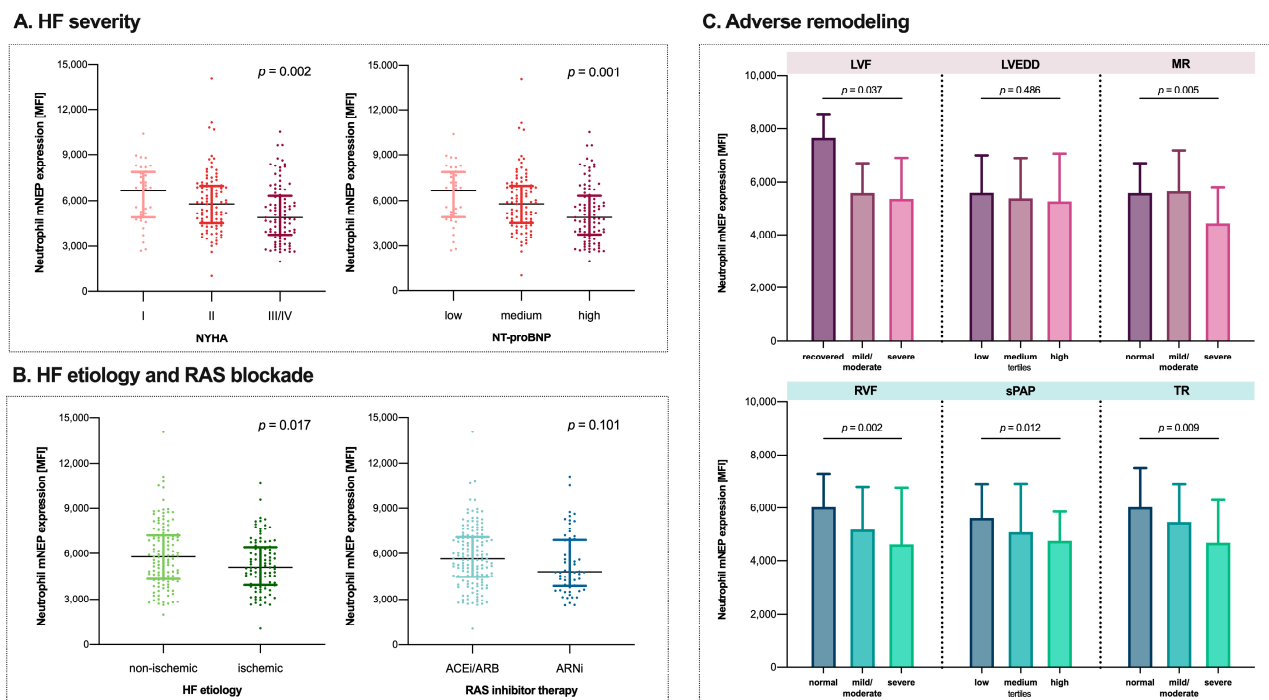 A. HF severity
Neutrophil mNEP expression [MFI]
15,000
12,000
9,000
6,000
3,000
0
p = 0.002
I II III/IV
NYHA
Neutrophil mNEP expression [MFI]
15,000
12,000
9,000
6,000
3,000
0
p = 0.001
low medium high
NT-proBNP
B. HF etiology and RAS blockade
Neutrophil mNEP expression [MFI]
15,000
12,000
9,000
6,000
3,000
0
p = 0.017
non-ischemic ischemic
HF etiology
Neutrophil mNEP expression [MFI]
15,000
12,000
9,000
6,000
3,000
0
p = 0.101
ACEi/ARB ARNi
RAS inhibitor therapy
C. Adverse remodeling
LVF LVEDD MR
Neutrophil mNEP expression [MFI]
10,000
8,000
6,000
4,000
2,000
0
p = 0.037 p = 0.486 p = 0.005
recovered mild/ severe low medium high normal mild/ severe
moderate tertiles moderate
RVF sPAP TR
Neutrophil mNEP expression [MFI]
10,000
8,000
6,000
4,000
2,000
0
p = 0.002 p = 0.012 p = 0.009
normal mild/ severe low medium high normal mild/ severe
moderate tertiles moderate